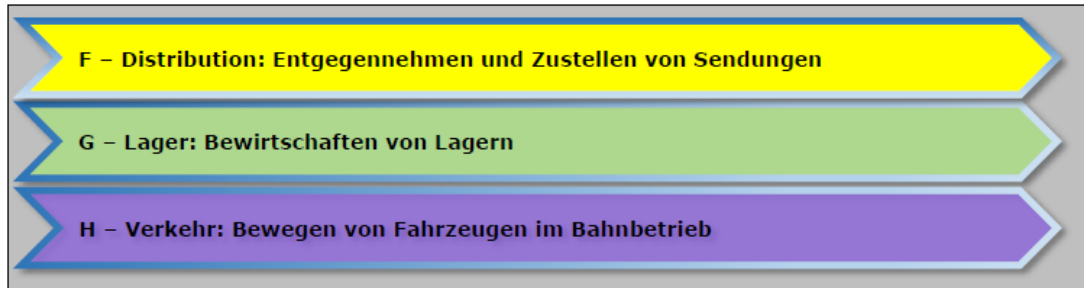 F – Distribution: Entgegennehmen und Zustellen von Sendungen
G – Lager: Bewirtschaften von Lagern
H – Verkehr: Bewegen von Fahrzeugen im Bahnbetrieb